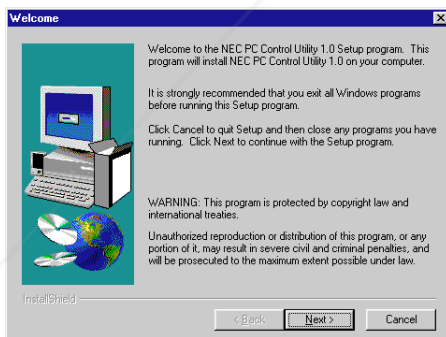 Welcome
Welcome to the NEC PC Control Utility 1.0 Setup program. This
program will install NEC PC Control Utility 1.0 on your computer.
It is strongly recommended that you exit all Windows programs
before running this Setup program.
Click Cancel to quit Setup and then close any programs you have
running. Click Next to continue with the Setup program.
WARNING: This program is protected by copyright law and
international treaties.
Unauthorized reproduction or distribution of this program, or any
portion of it, may result in severe civil and criminal penalties, and
will be prosecuted to the maximum extent possible under law.
InstallShield
< Back Next > Cancel